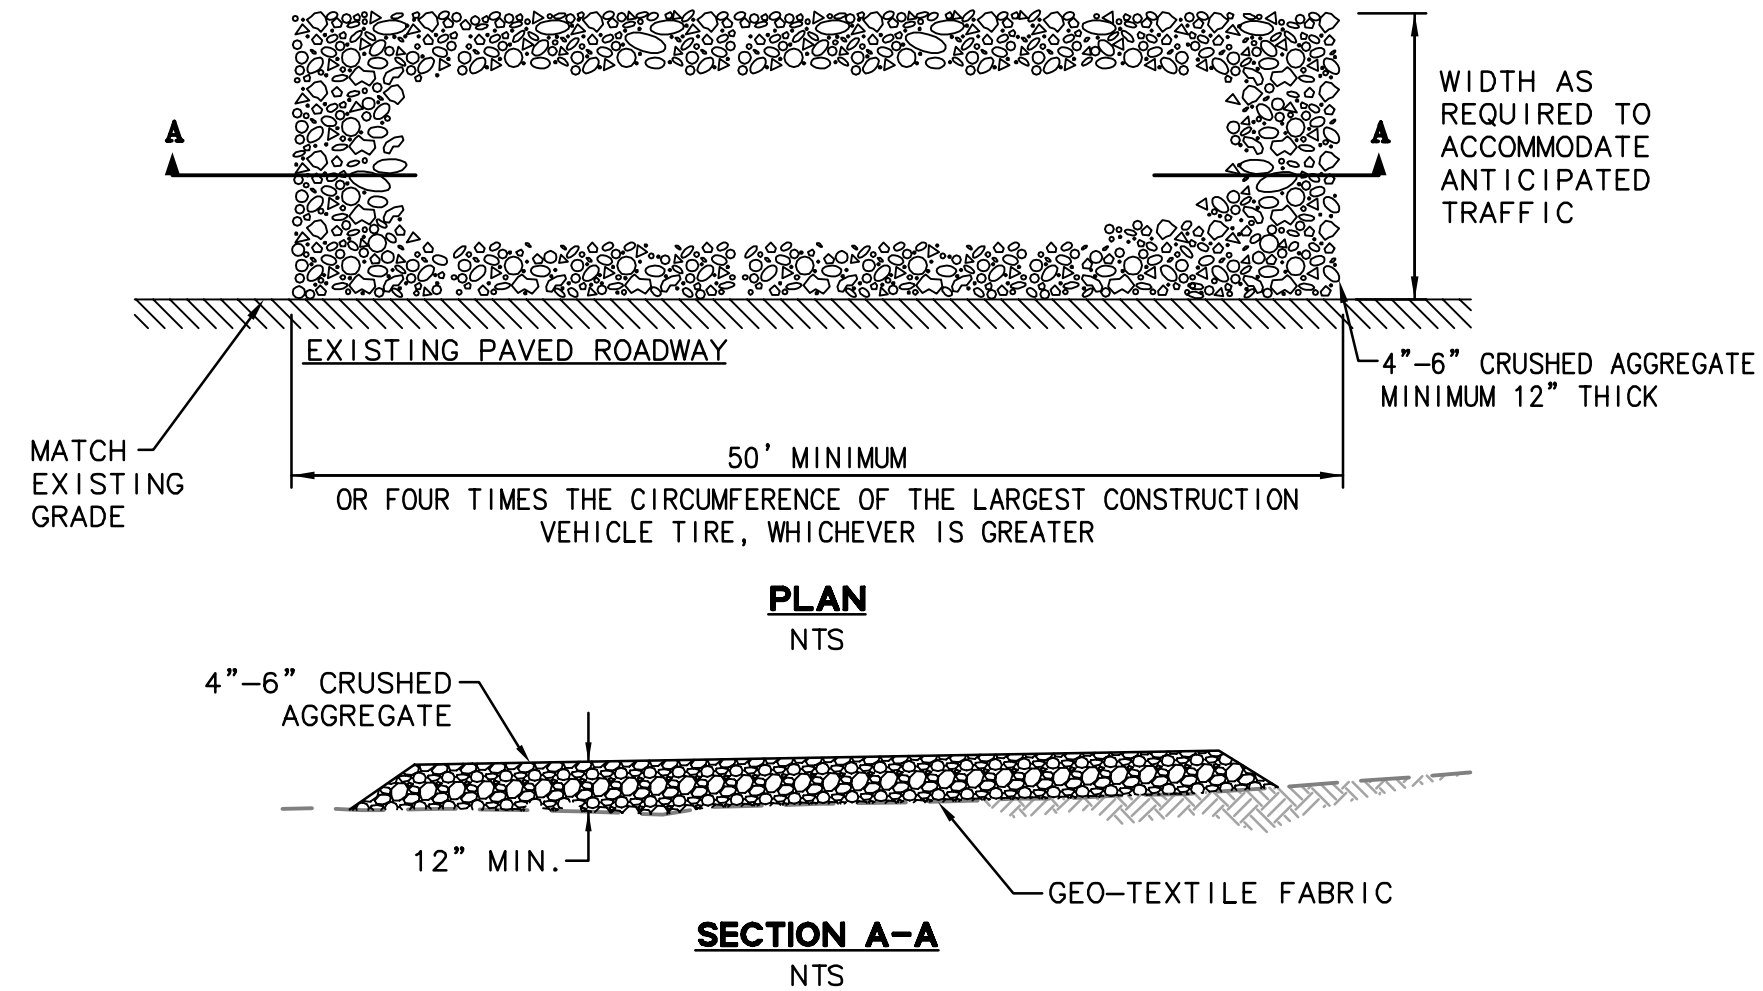 A
A
WIDTH AS
REQUIRED TO
ACCOMMODATE
ANTICIPATED
TRAFFIC
EXISTING PAVED ROADWAY
4"-6" CRUSHED AGGREGATE
MINIMUM 12" THICK
MATCH
EXISTING
GRADE
50' MINIMUM
OR FOUR TIMES THE CIRCUMFERENCE OF THE LARGEST CONSTRUCTION
VEHICLE TIRE, WHICHEVER IS GREATER
PLAN
NTS
4"-6" CRUSHED
AGGREGATE
12" MIN.
GEO-TEXTILE FABRIC
SECTION A-A
NTS